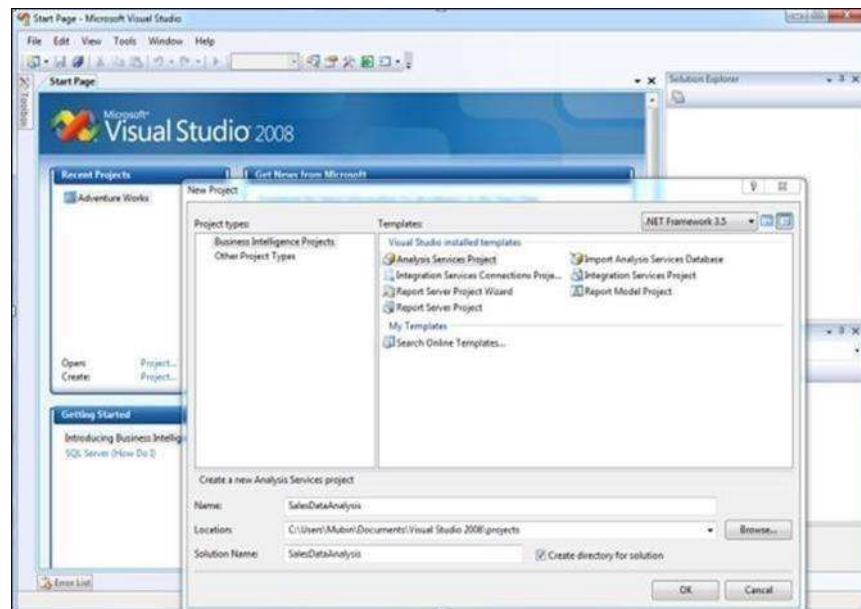 Start Page - Microsoft Visual Studio
File Edit View Tools Window Help
Start Page
Solution Explorer
Toolbox
Microsoft®
Visual Studio 2008
Recent Projects
Get News from Microsoft
Adventure Works
Open: Project...
Create: Project...
Getting Started
Introducing Business Intellig
SQL Server (How Do I)
Error List
New Project
Project types:
Templates:
.NET Framework 3.5
Business Intelligence Projects
Other Project Types
Visual Studio installed templates
Analysis Services Project
Import Analysis Services Database
Integration Services Connections Proje...
Integration Services Project
Report Server Project Wizard
Report Model Project
Report Server Project
My Templates
Search Online Templates...
Create a new Analysis Services project
Name: SalesDataAnalysis
Location: C:\Users\Mubin\Documents\Visual Studio 2008\projects
Browse...
Solution Name: SalesDataAnalysis
Create directory for solution
OK Cancel